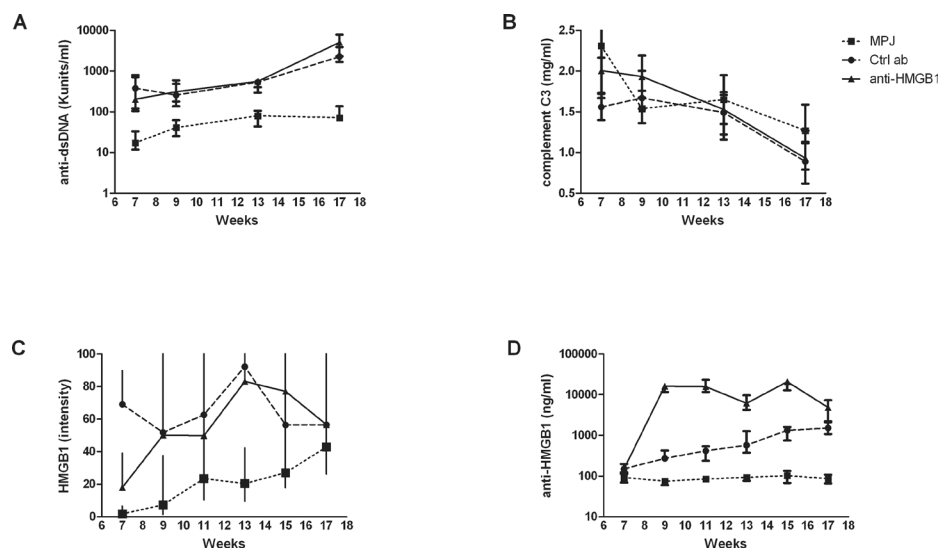 A
anti-dsDNA (Kunits/ml)
10000
1000
100
10
1
6 7 8 9 10 11 12 13 14 15 16 17 18
Weeks
B
complement C3 (mg/ml)
2.5
2.0
1.5
1.0
0.5
6 7 8 9 10 11 12 13 14 15 16 17 18
Weeks
MPJ
Ctrl ab
anti-HMGB1
C
HMGB1 (intensity)
100
80
60
40
20
0
6 7 8 9 10 11 12 13 14 15 16 17 18
Weeks
D
anti-HMGB1 (ng/ml)
100000
10000
1000
100
10
6 7 8 9 10 11 12 13 14 15 16 17 18
Weeks